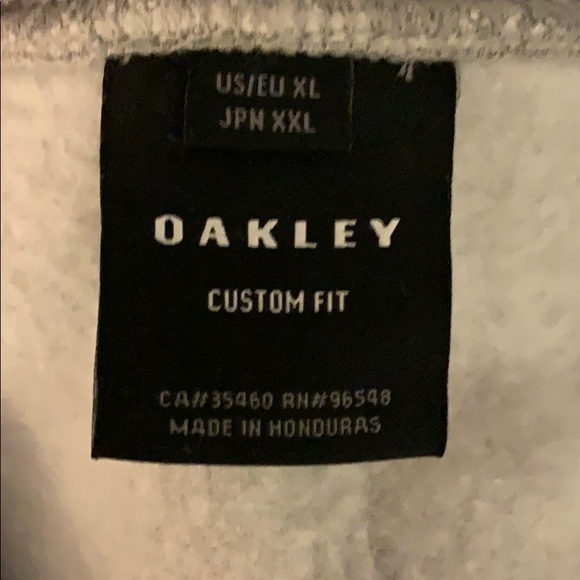 US/EU XL
JPN XXL
OAKLEY
CUSTOM FIT
CA#35460 RN#96548
MADE IN HONDURAS